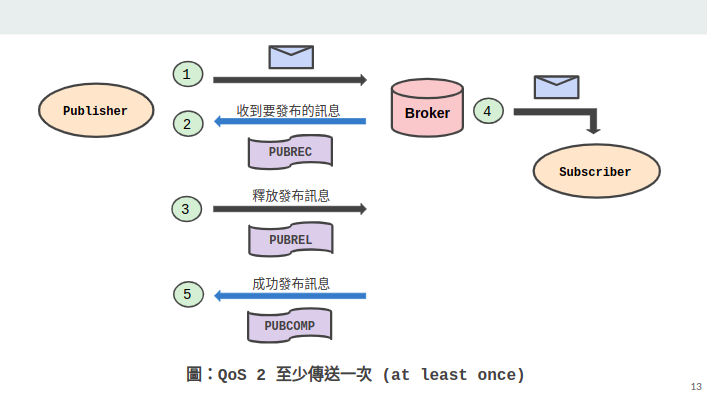 1
Publisher
2
收到要發布的訊息
PUBREC
Broker
4
Subscriber
3
釋放發布訊息
PUBREL
5
成功發布訊息
PUBCOMP
圖：QoS 2 至少傳送一次 (at least once)
13